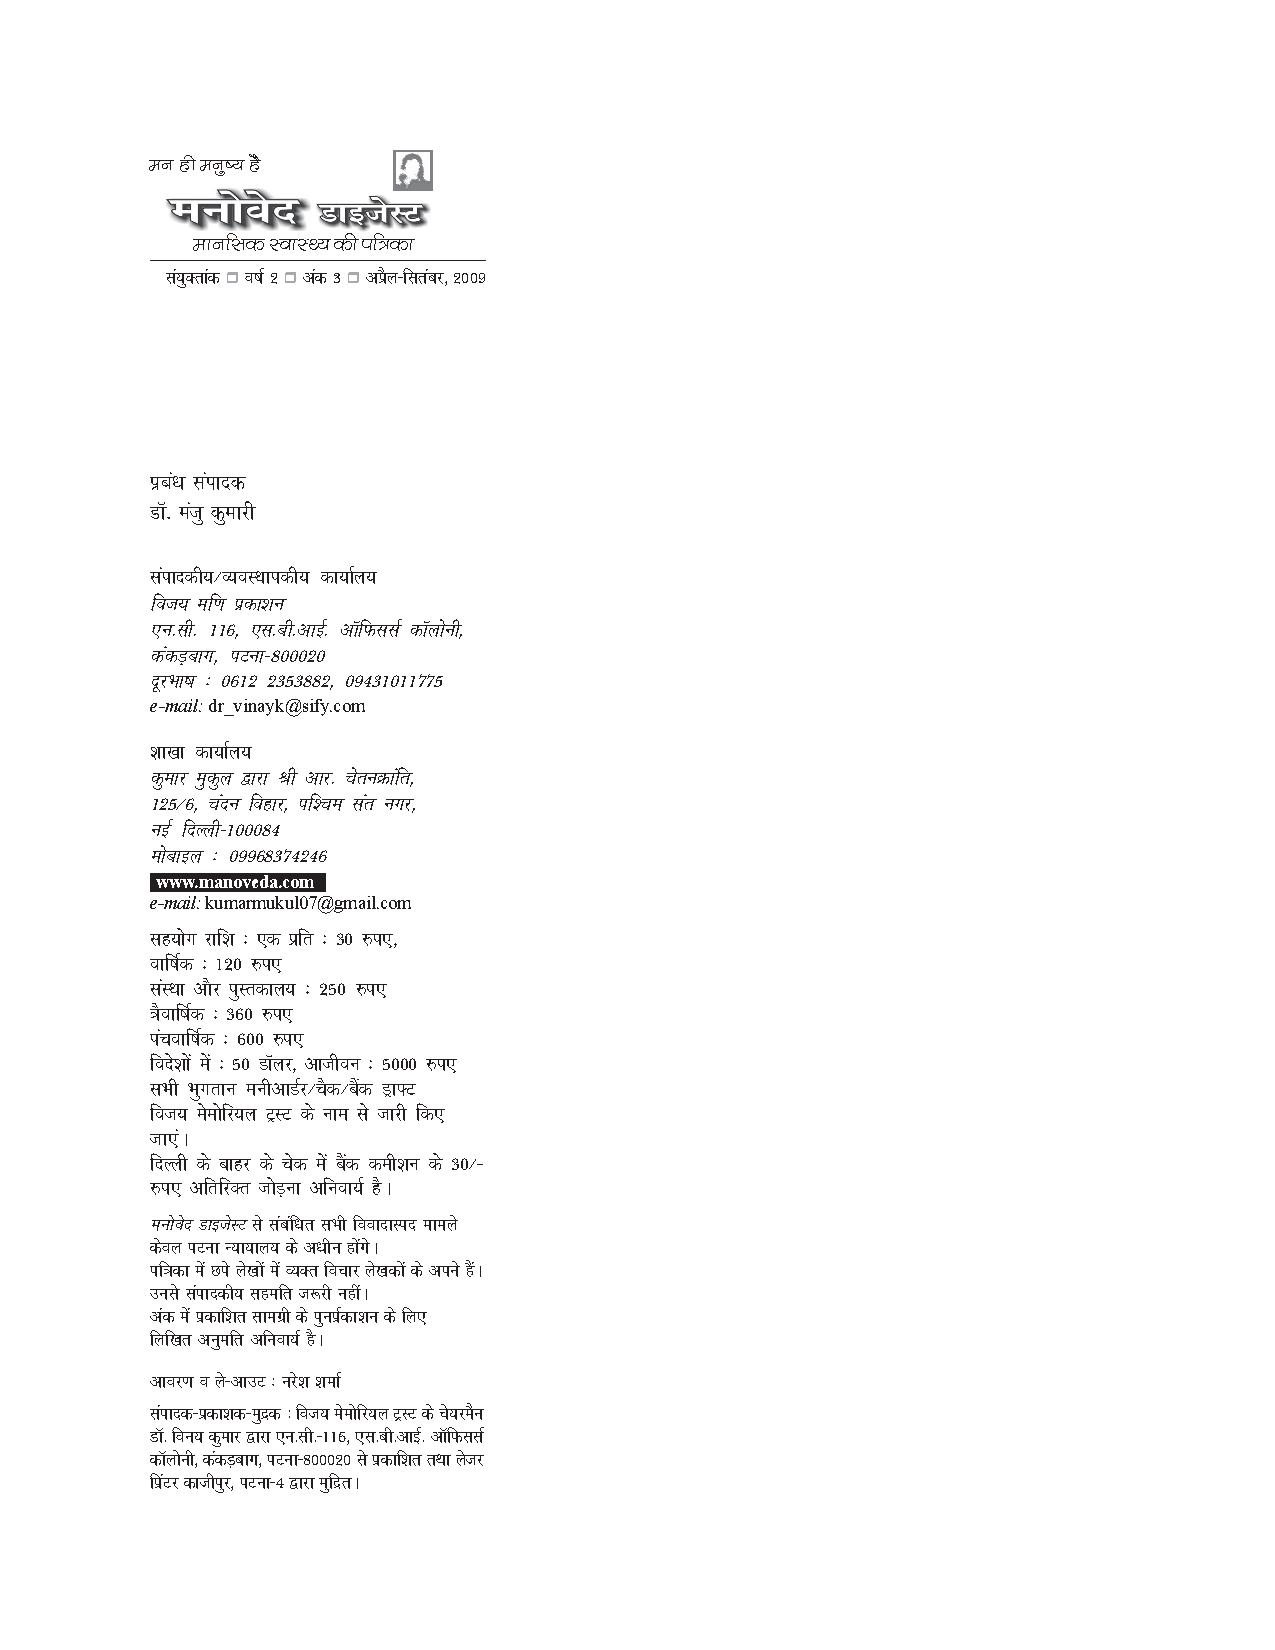 मन ही मनुष्य है
मनोवेद डाइजेस्ट
मानसिक स्वास्थ्य की पत्रिका
संयुक्तांक □ वर्ष 2 □ अंक 3 □ अप्रैल-सितंबर, 2009
प्रबंध संपादक
डॉ. मंजु कुमारी
संपादकीय/व्यवस्थापकीय कार्यालय
विजय मणि प्रकाशन
एन.सी. 116, एस.बी.आई. ऑफिसर्स कॉलोनी,
कंकड़बाग, पटना-800020
दूरभाष : 0612 2353882, 09431011775
e-mail: dr_vinayk@sify.com
शाखा कार्यालय
कुमार मुकुल द्वारा श्री आर. चेतनक्रांति,
125/6, चंदन विहार, पश्चिम संत नगर,
नई दिल्ली-100084
मोबाइल : 09968374246
www.manoveda.com
e-mail: kumarmukul07@gmail.com
सहयोग राशि : एक प्रति : 30 रुपए,
वार्षिक : 120 रुपए
संस्था और पुस्तकालय : 250 रुपए
त्रैवार्षिक : 360 रुपए
पंचवार्षिक : 600 रुपए
विदेशों में : 50 डॉलर, आजीवन : 5000 रुपए
सभी भुगतान मनीआर्डर/चैक/बैंक ड्राफ्ट
विजय मेमोरियल ट्रस्ट के नाम से जारी किए
जाएं।
दिल्ली के बाहर के चेक में बैंक कमीशन के 30/-
रुपए अतिरिक्त जोड़ना अनिवार्य है।
मनोवेद डाइजेस्ट से संबंधित सभी विवादास्पद मामले
केवल पटना न्यायालय के अधीन होंगे।
पत्रिका में छपे लेखों में व्यक्त विचार लेखकों के अपने हैं।
उनसे संपादकीय सहमति जरूरी नहीं।
अंक में प्रकाशित सामग्री के पुनर्प्रकाशन के लिए
लिखित अनुमति अनिवार्य है।
आवरण व ले-आउट : नरेश शर्मा
संपादक-प्रकाशक-मुद्रक : विजय मेमोरियल ट्रस्ट के चेयरमैन
डॉ. विनय कुमार द्वारा एन.सी.-116, एस.बी.आई. ऑफिसर्स
कॉलोनी, कंकड़बाग, पटना-800020 से प्रकाशित तथा लेजर
प्रिंटर काजीपुर, पटना-4 द्वारा मुद्रित।